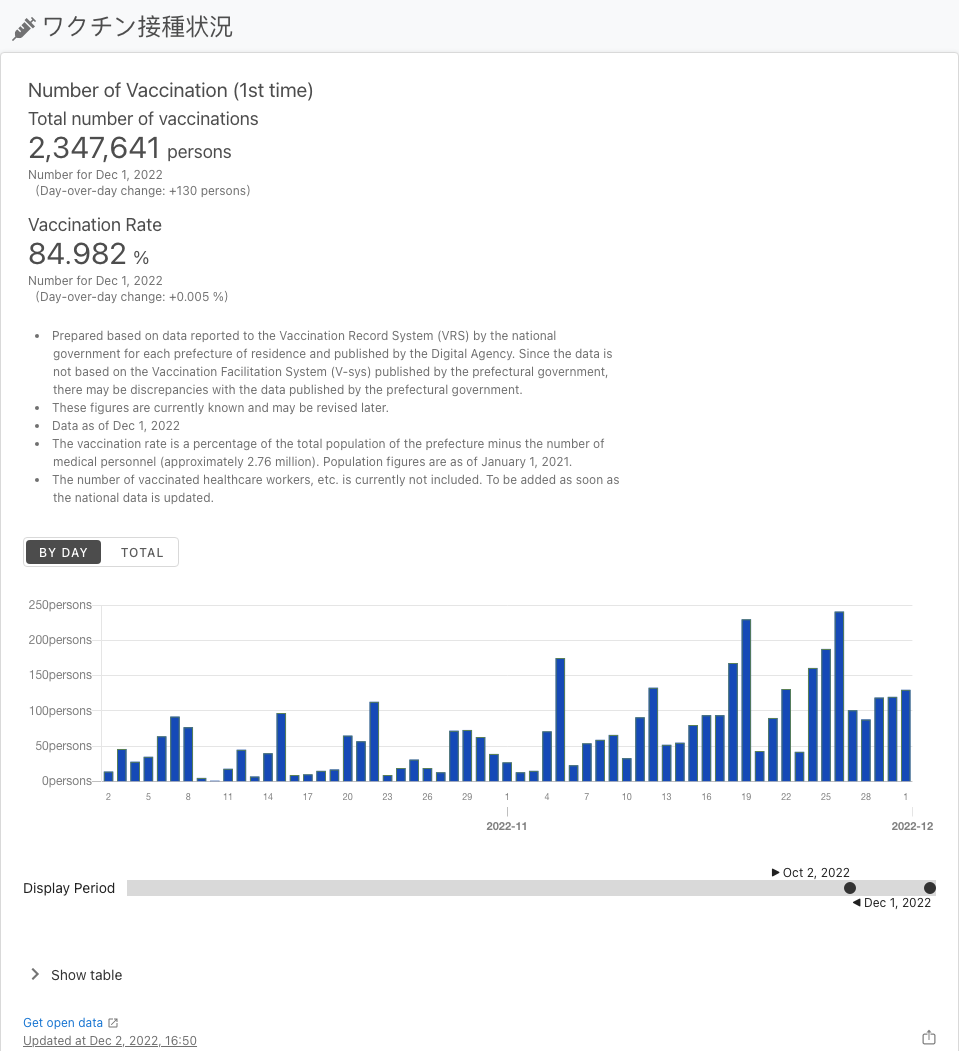 ワクチン接種状況
Number of Vaccination (1st time)
Total number of vaccinations
2,347,641 persons
Number for Dec 1, 2022
(Day-over-day change: +130 persons)
Vaccination Rate
84.982 %
Number for Dec 1, 2022
(Day-over-day change: +0.005 %)
• Prepared based on data reported to the Vaccination Record System (VRS) by the national
government for each prefecture of residence and published by the Digital Agency. Since the data is
not based on the Vaccination Facilitation System (V-sys) published by the prefectural government,
there may be discrepancies with the data published by the prefectural government.
• These figures are currently known and may be revised later.
• Data as of Dec 1, 2022
• The vaccination rate is a percentage of the total population of the prefecture minus the number of
medical personnel (approximately 2.76 million). Population figures are as of January 1, 2021.
• The number of vaccinated healthcare workers, etc. is currently not included. To be added as soon as
the national data is updated.
BY DAY TOTAL
250persons
200persons
150persons
100persons
50persons
0persons
2 5 8 11 14 17 20 23 26 29 1 4 7 10 13 16 19 22 25 28 1
2022-11 2022-12
Oct 2, 2022
Display Period
Dec 1, 2022
Show table
Get open data
Updated at Dec 2, 2022, 16:50